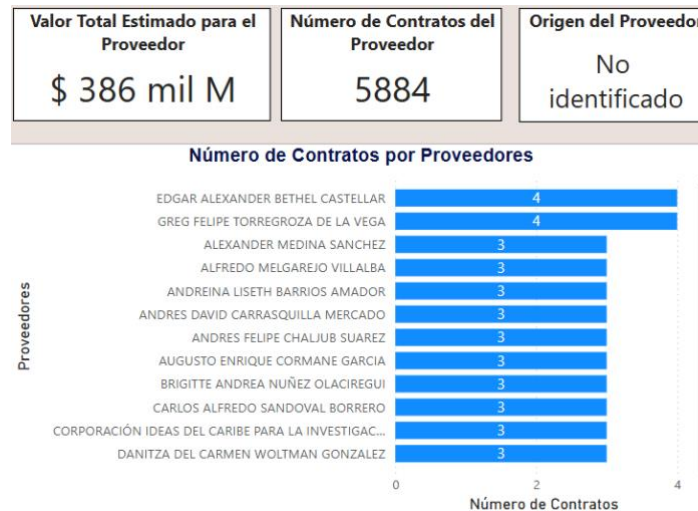 Valor Total Estimado para el
Proveedor
$ 386 mil M
Número de Contratos del
Proveedor
5884
Origen del Proveedor
No
identificado
Número de Contratos por Proveedores
Proveedores
EDGAR ALEXANDER BETHEL CASTELLAR 4
GREG FELIPE TORREGROZA DE LA VEGA 4
ALEXANDER MEDINA SANCHEZ 3
ALFREDO MELGAREJO VILLALBA 3
ANDREINA LISETH BARRIOS AMADOR 3
ANDRES DAVID CARRASQUILLA MERCADO 3
ANDRES FELIPE CHALJUB SUAREZ 3
AUGUSTO ENRIQUE CORMANE GARCIA 3
BRIGITTE ANDREA NUÑEZ OLACIREGUI 3
CARLOS ALFREDO SANDOVAL BORRERO 3
CORPORACIÓN IDEAS DEL CARIBE PARA LA INVESTIGAC... 3
DANITZA DEL CARMEN WOLTMAN GONZALEZ 3
0 2 4
Número de Contratos